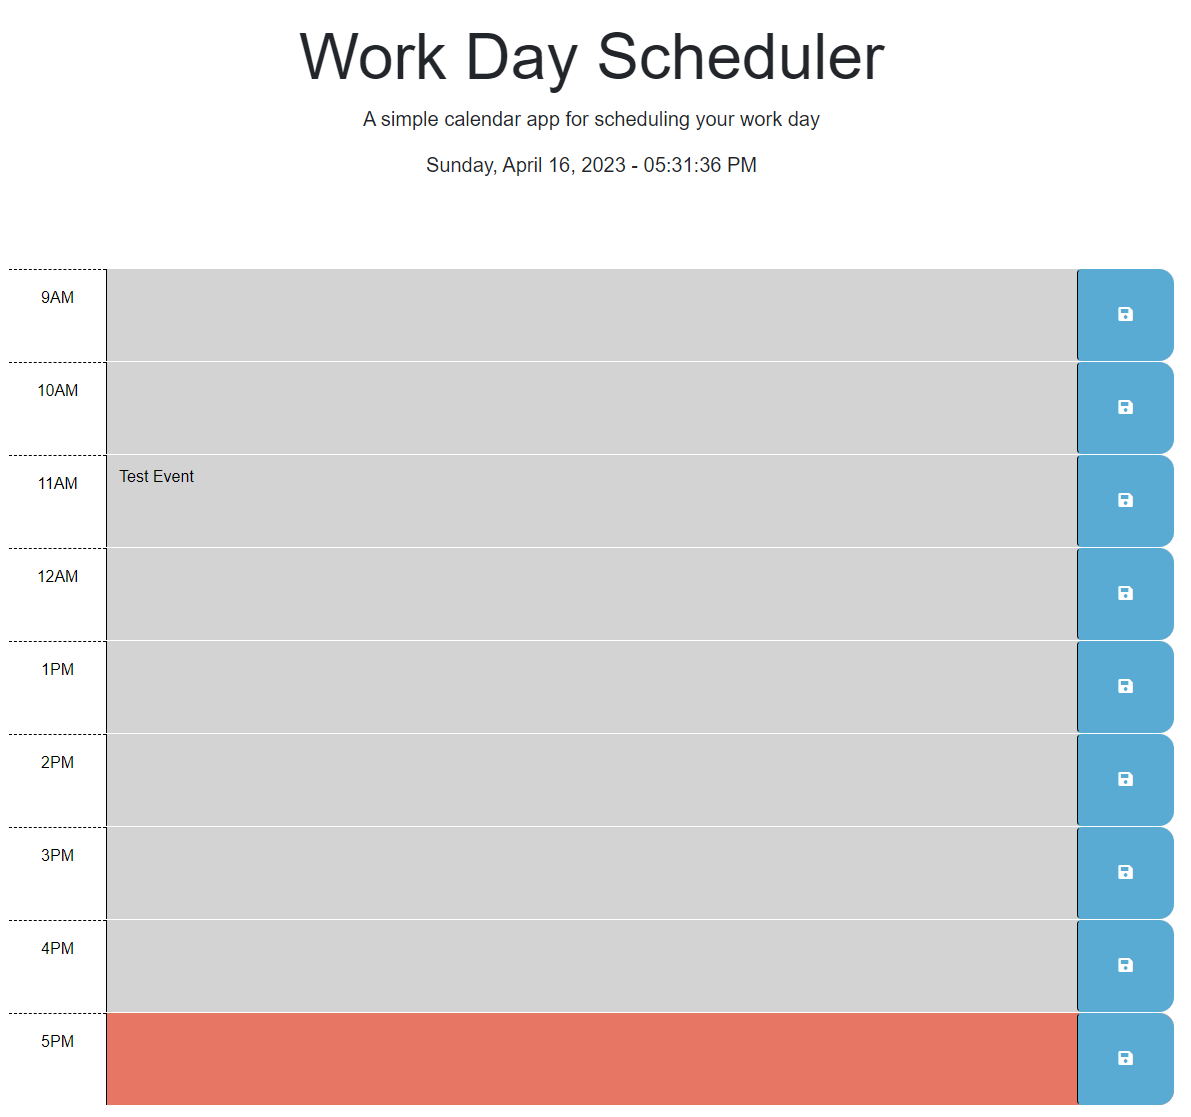 Work Day Scheduler
A simple calendar app for scheduling your work day
Sunday, April 16, 2023 - 05:31:36 PM
9AM
10AM
11AM Test Event
12AM
1PM
2PM
3PM
4PM
5PM